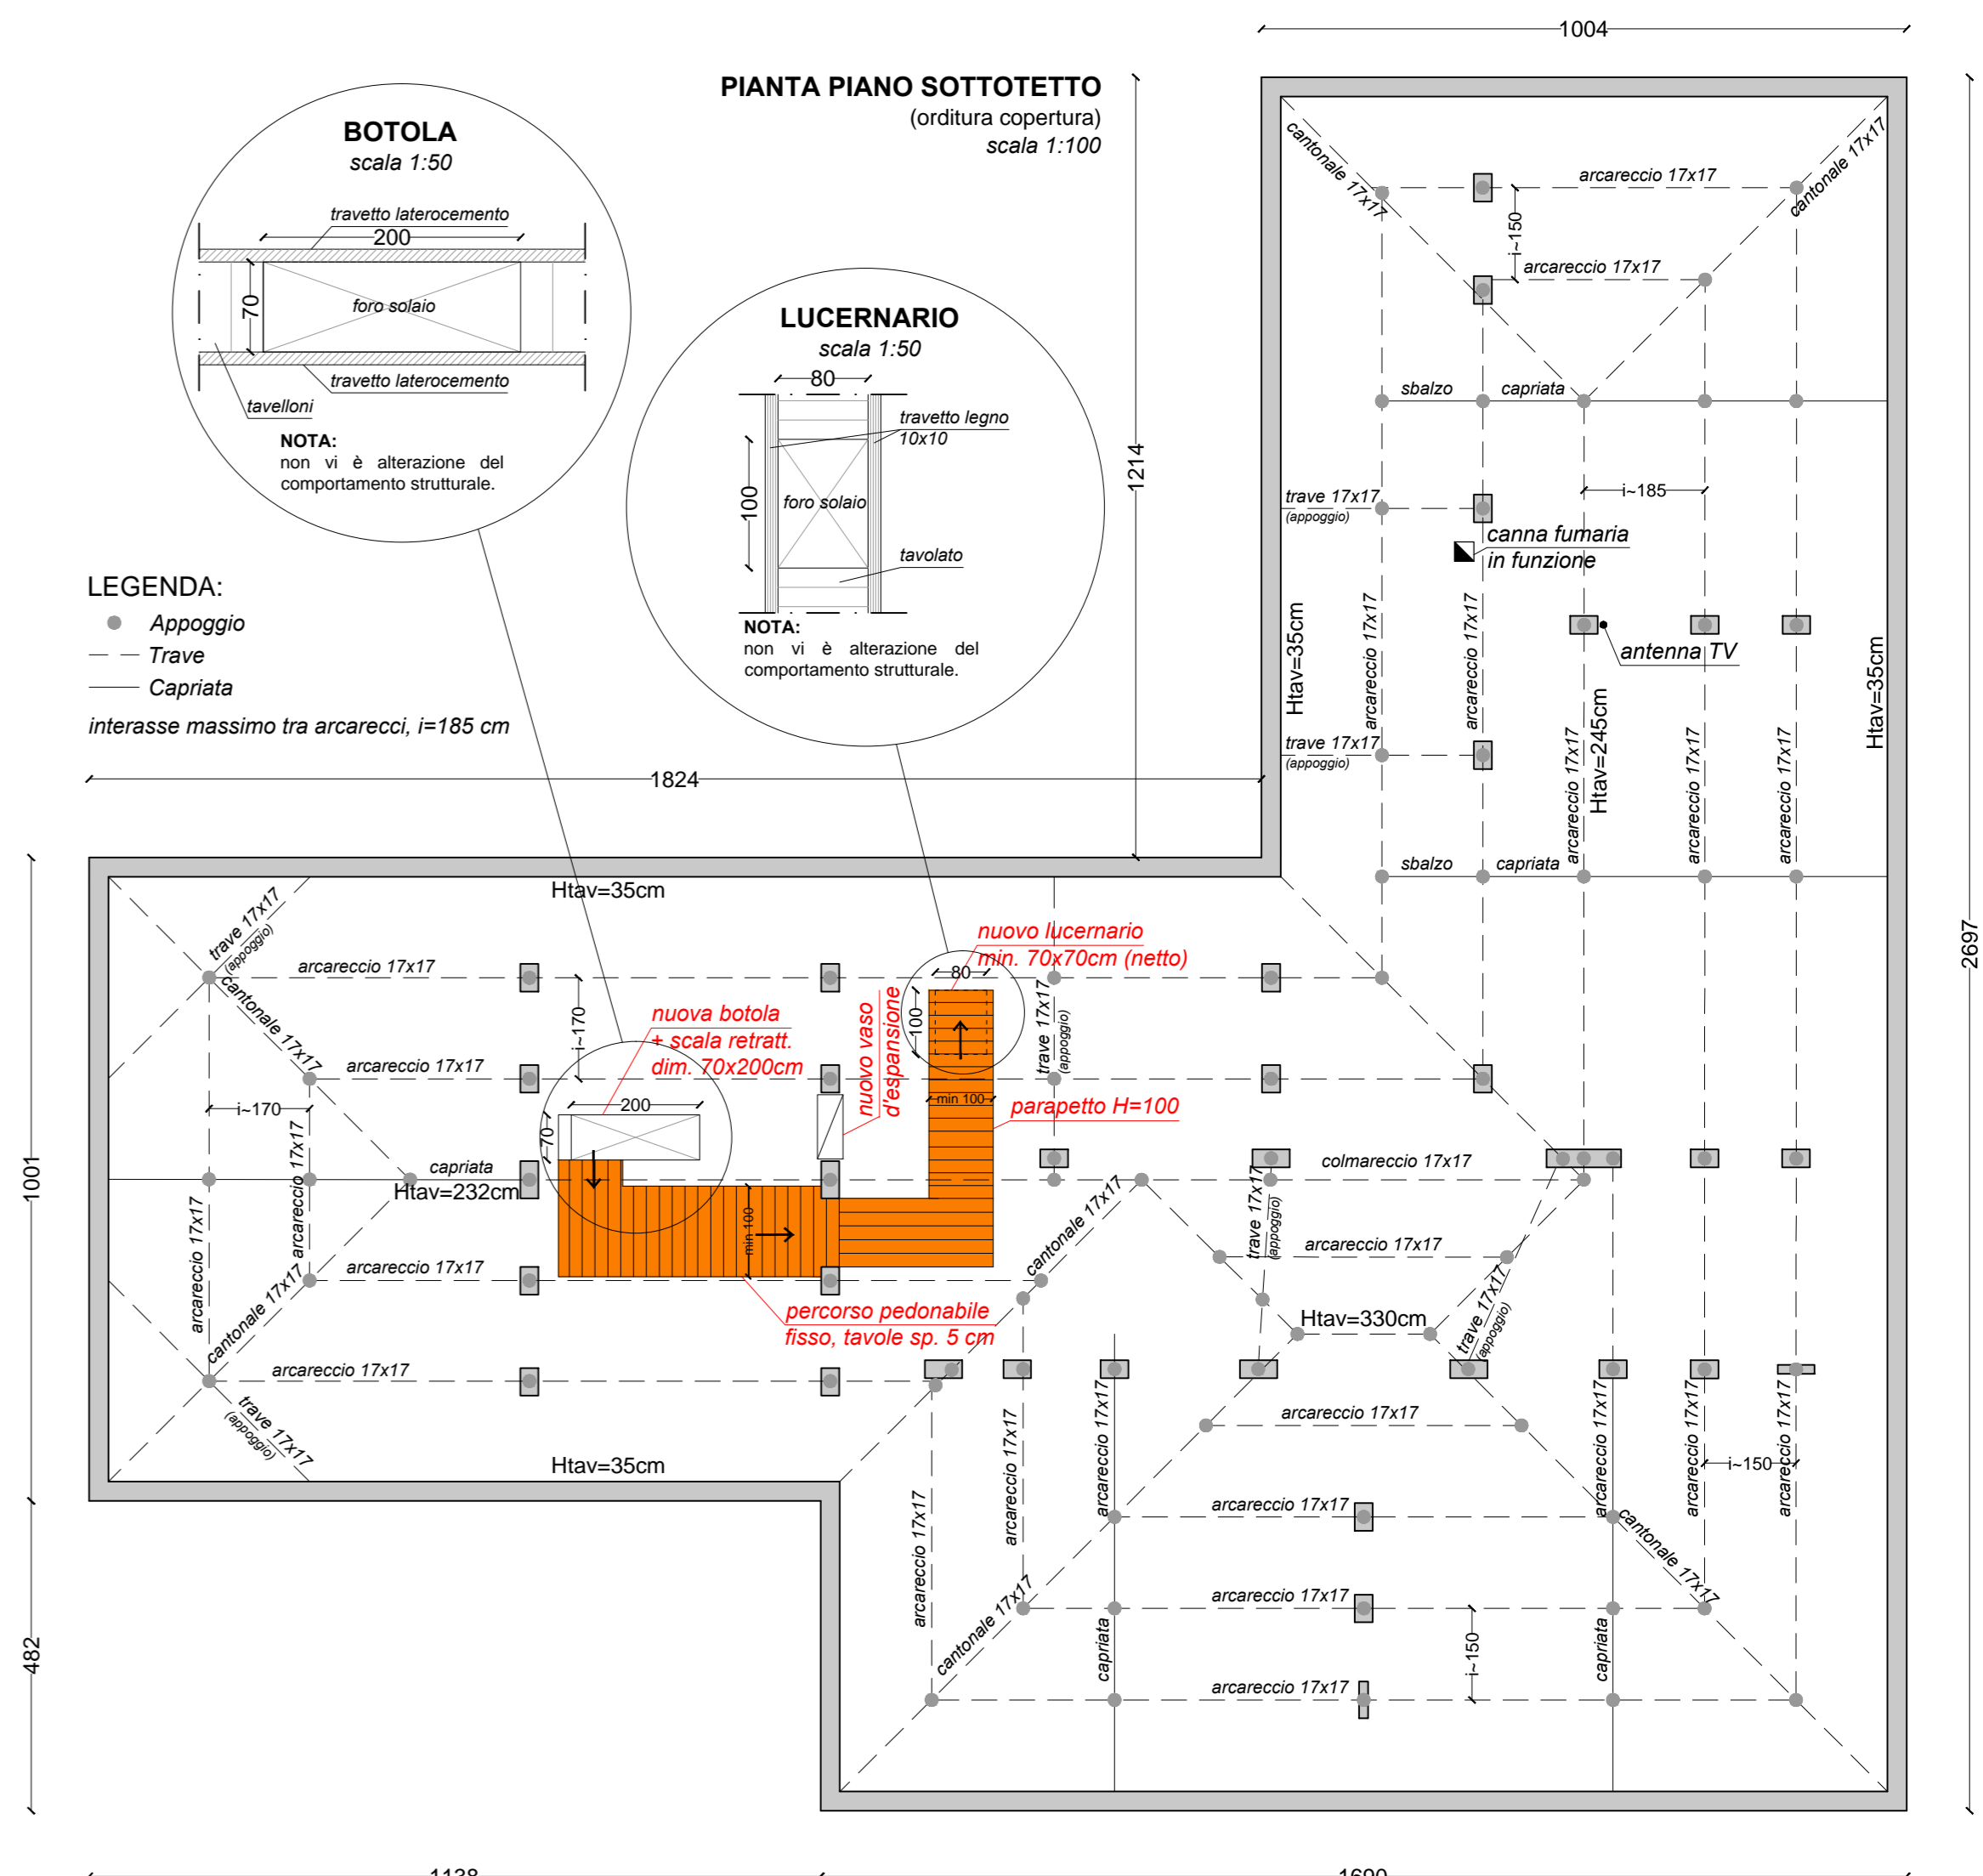 1004
PIANTA PIANO SOTTOTETTO
(orditura copertura)
scala 1:100
BOTOLA
scala 1:50
travetto laterocemento
200
70
foro solaio
travetto laterocemento
tavelloni
NOTA:
non vi è alterazione del
comportamento strutturale.
LUCERNARIO
scala 1:50
80
travetto legno
10x10
100
foro solaio
tavolato
NOTA:
non vi è alterazione del
comportamento strutturale.
LEGENDA:
Appoggio
Trave
Capriata
interasse massimo tra arcarecci, i=185 cm
1824
1214
2697
1001
482
1138
1690
cantonale 17x17
cantonale 17x17
arcareccio 17x17
i~150
arcareccio 17x17
sbalzo
capriata
i~185
trave 17x17
(appoggio)
canna fumaria
in funzione
Htav=35cm
arcareccio 17x17
arcareccio 17x17
antenna TV
Htav=35cm
Htav=245cm
trave 17x17
(appoggio)
arcareccio 17x17
arcareccio 17x17
arcareccio 17x17
sbalzo
capriata
Htav=35cm
trave 17x17
(appoggio)
arcareccio 17x17
cantonale 17x17
i~170
nuova botola
+ scala retratt.
dim. 70x200cm
nuovo vaso
d'espansione
nuovo lucernario
min. 70x70cm (netto)
80
100
trave 17x17
(appoggio)
arcareccio 17x17
i~170
200
70
min 100
parapetto H=100
arcareccio 17x17
capriata
Htav=232cm
arcareccio 17x17
cantonale 17x17
arcareccio 17x17
min 100
percorso pedonabile
fisso, tavole sp. 5 cm
arcareccio 17x17
trave 17x17
(appoggio)
Htav=35cm
cantonale 17x17
trave 17x17
(appoggio)
colmareccio 17x17
arcareccio 17x17
Htav=330cm
trave 17x17
(appoggio)
arcareccio 17x17
arcareccio 17x17
arcareccio 17x17
arcareccio 17x17
arcareccio 17x17
arcareccio 17x17
arcareccio 17x17
i~150
arcareccio 17x17
arcareccio 17x17
cantonale 17x17
arcareccio 17x17
cantonale 17x17
capriata
i~150
capriata
arcareccio 17x17